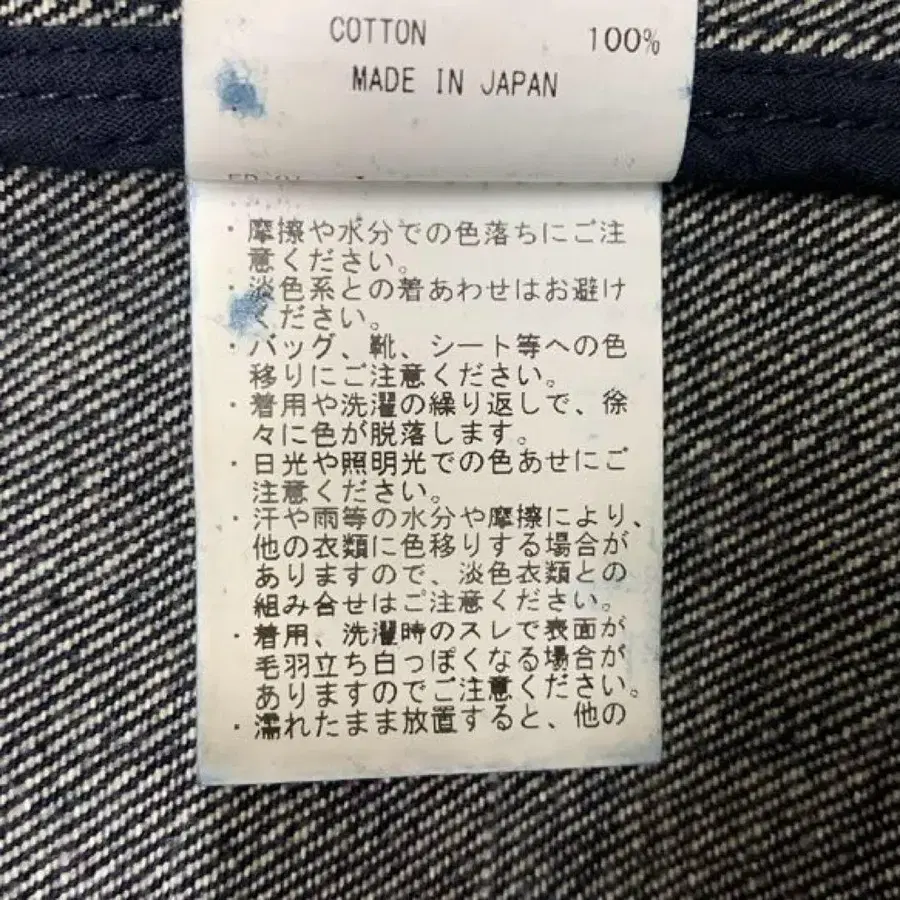 COTTON 100%
MADE IN JAPAN
・摩擦や水分での色落ちにご注
意ください。
・淡色系との着あわせはお避け
ください。
・バッグ、靴、シート等への色
移りにご注意ください。
・着用や洗濯の繰り返しで、徐
々に色が脱落します。
・日光や照明光での色あせにご
注意ください。
・汗や雨等の水分や摩擦により、
他の衣類に色移りする場合が
ありますので、淡色衣類との
組み合せはご注意ください。
・着用、洗濯時のスレで表面が
毛羽立ち白っぽくなる場合が
ありますのでご注意ください。
・濡れたまま放置すると、他の